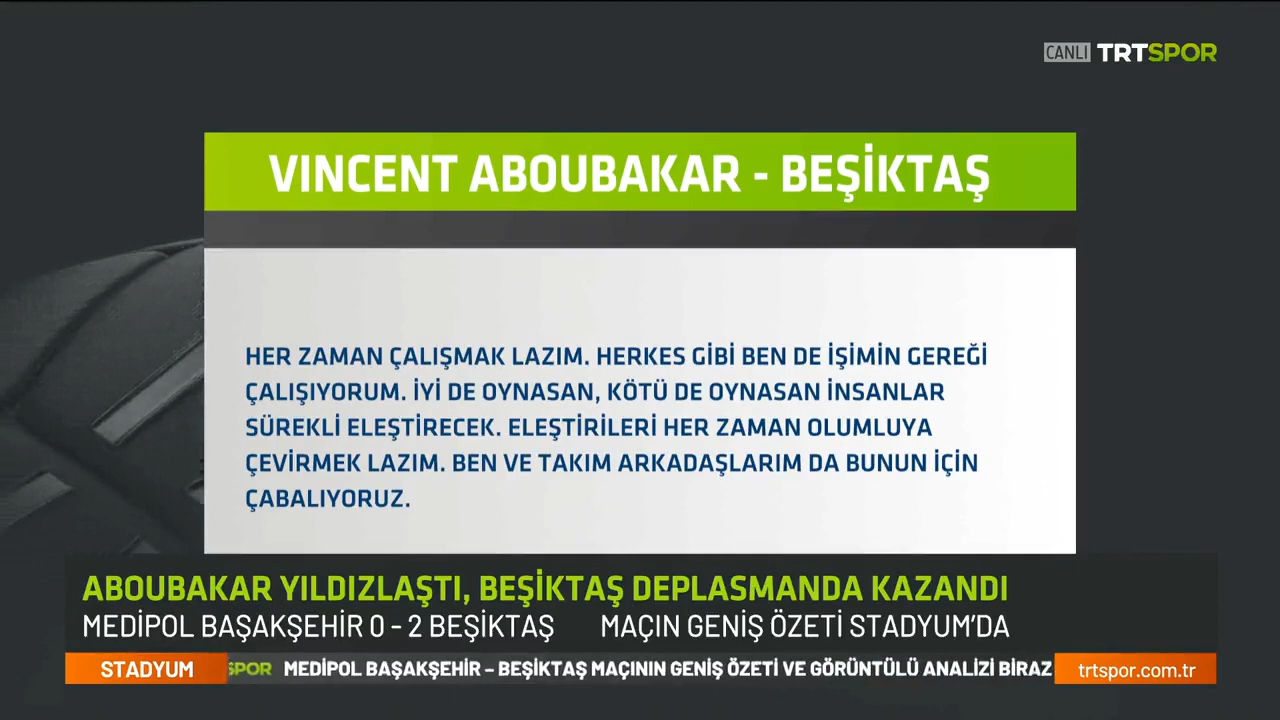 CANLI TRTSPOR
VINCENT ABOUBAKAR - BEŞİKTAŞ
HER ZAMAN ÇALIŞMAK LAZIM. HERKES GİBİ BEN DE İŞİMİN GEREĞİ
ÇALIŞIYORUM. İYİ DE OYNASAN, KÖTÜ DE OYNASAN İNSANLAR
SÜREKLİ ELEŞTİRECEK. ELEŞTİRİLERİ HER ZAMAN OLUMLUYA
ÇEVİRMEK LAZIM. BEN VE TAKIM ARKADAŞLARIM DA BUNUN İÇİN
ÇABALIYORUZ.
ABOUBAKAR YILDIZLAŞTI, BEŞİKTAŞ DEPLASMANDA KAZANDI
MEDİPOL BAŞAKŞEHİR 0 - 2 BEŞİKTAŞ MAÇIN GENİŞ ÖZETİ STADYUM'DA
STADYUM SPOR MEDİPOL BAŞAKŞEHİR – BEŞİKTAŞ MAÇININ GENİŞ ÖZETİ VE GÖRÜNTÜLÜ ANALİZİ BİRAZ trtspor.com.tr